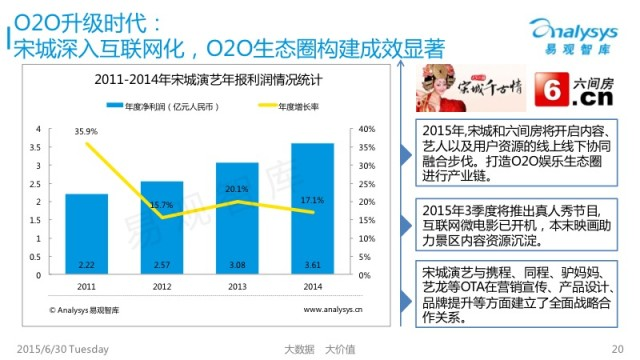 O2O升级时代：
宋城深入互联网化，O2O生态圈构建成效显著
analysys
易观智库
2011-2014年宋城演艺年报利润情况统计
年度净利润（亿元人民币）
年度增长率
4
3.5
3
2.5
2
1.5
1
0.5
0
40%
35%
30%
25%
20%
15%
10%
5%
0%
35.9%
15.7%
20.1%
17.1%
2.22
2.57
3.08
3.61
2011
2012
2013
2014
易观智库
© Analysys易观智库
www.analysys.cn
宋城千古情
6
六间房
.cn
2015年,宋城和六间房将开启内容、
艺人以及用户资源的线上线下协同
融合步伐。打造O2O娱乐生态圈
进行产业链。
2015年3季度将推出真人秀节目,
互联网微电影已开机，本末映画助
力景区内容资源沉淀。
宋城演艺与携程、同程、驴妈妈、
艺龙等OTA在营销宣传、产品设计、
品牌提升等方面建立了全面战略合
作关系。
2015/6/30 Tuesday
大数据 大价值
20